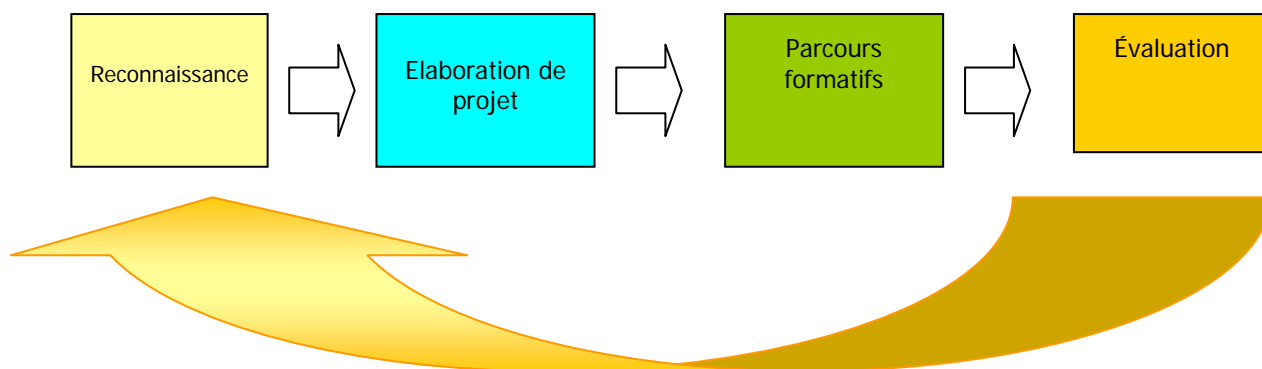 Reconnaissance
Elaboration de
projet
Parcours
formatifs
Évaluation